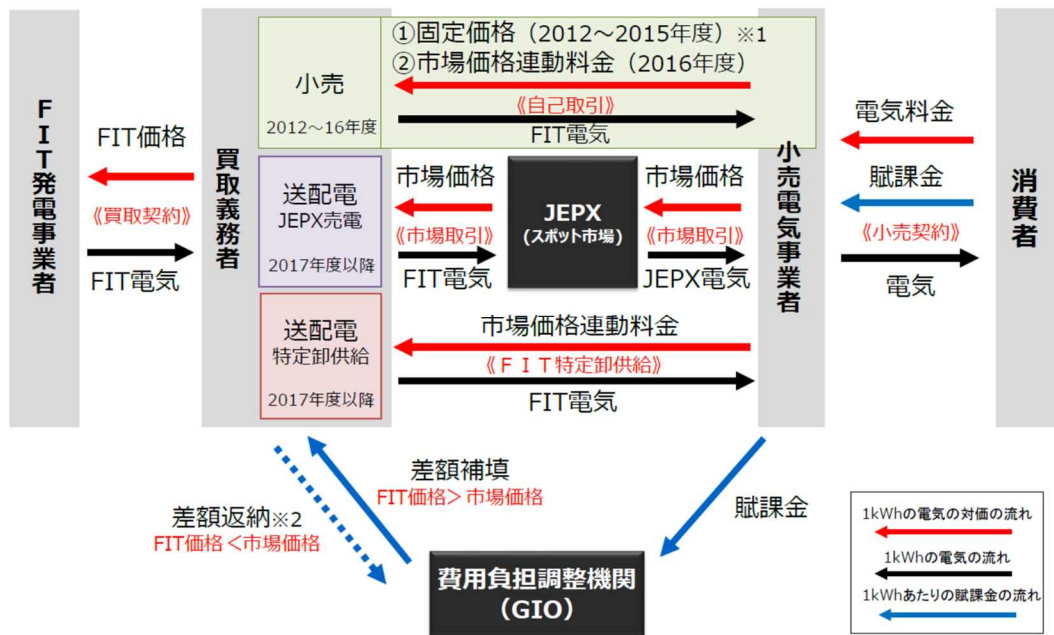 ①固定価格（2012～2015年度）※1
②市場価格連動料金（2016年度）
小売
2012～16年度
《自己取引》
FIT電気
FIT発電事業者
FIT価格
《買取契約》
FIT電気
買取義務者
送配電
JEPX売電
2017年度以降
市場価格
《市場取引》
FIT電気
JEPX
(スポット市場)
市場価格
《市場取引》
JEPX電気
送配電
特定卸供給
2017年度以降
市場価格連動料金
《ＦＩＴ特定卸供給》
FIT電気
小売電気事業者
電気料金
賦課金
《小売契約》
電気
消費者
差額補填
FIT価格＞市場価格
差額返納※2
FIT価格＜市場価格
賦課金
費用負担調整機関
（GIO）
1kWhの電気の対価の流れ
1kWhの電気の流れ
1kWhあたりの賦課金の流れ